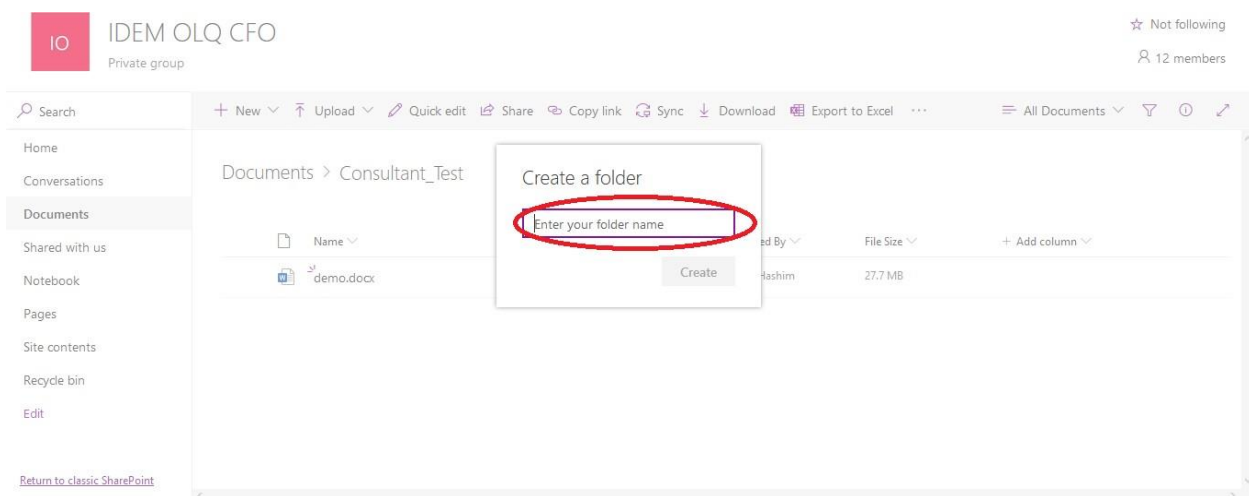 IO
IDEM OLQ CFO
Private group
Not following
12 members
Search
New Upload Quick edit Share Copy link Sync Download Export to Excel ··· All Documents
Home
Conversations
Documents
Shared with us
Notebook
Pages
Site contents
Recycle bin
Edit
Return to classic SharePoint
Documents > Consultant_Test
Name
By File Size + Add column
demo.docx
27.7 MB
Create a folder
Enter your folder name
Create